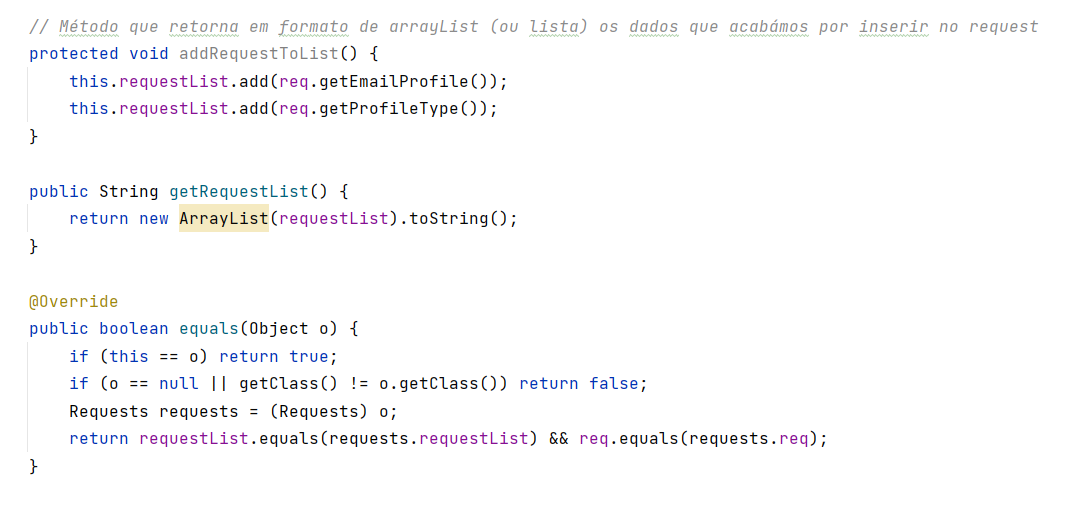 // Método que retorna em formato de arrayList (ou lista) os dados que acabámos por inserir no request
protected void addRequestToList() {
    this.requestList.add(req.getEmailProfile());
    this.requestList.add(req.getProfileType());
}
public String getRequestList() {
    return new ArrayList(requestList).toString();
}
@Override
public boolean equals(Object o) {
    if (this == o) return true;
    if (o == null || getClass() != o.getClass()) return false;
    Requests requests = (Requests) o;
    return requestList.equals(requests.requestList) && req.equals(requests.req);
}